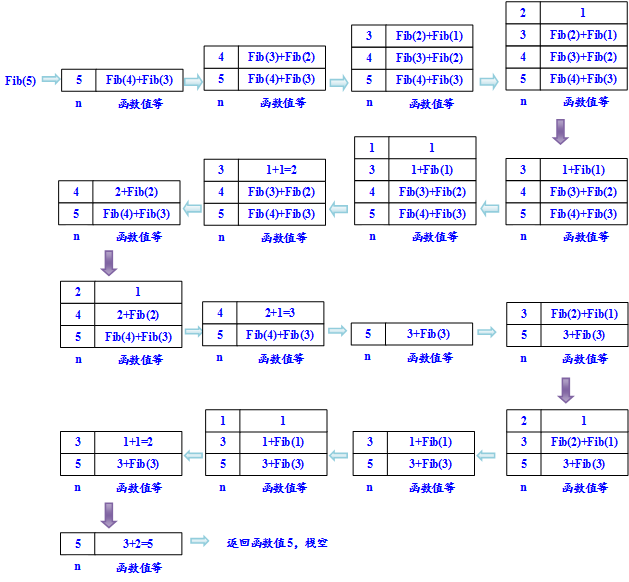 Fib(5)
5 Fib(4)+Fib(3)
n 函数值等
4 Fib(3)+Fib(2)
5 Fib(4)+Fib(3)
n 函数值等
3 Fib(2)+Fib(1)
4 Fib(3)+Fib(2)
5 Fib(4)+Fib(3)
n 函数值等
2 1
3 Fib(2)+Fib(1)
4 Fib(3)+Fib(2)
5 Fib(4)+Fib(3)
n 函数值等
3 1+Fib(1)
4 Fib(3)+Fib(2)
5 Fib(4)+Fib(3)
n 函数值等
1 1
3 1+Fib(1)
4 Fib(3)+Fib(2)
5 Fib(4)+Fib(3)
n 函数值等
3 1+1=2
4 Fib(3)+Fib(2)
5 Fib(4)+Fib(3)
n 函数值等
4 2+Fib(2)
5 Fib(4)+Fib(3)
n 函数值等
2 1
4 2+Fib(2)
5 Fib(4)+Fib(3)
n 函数值等
4 2+1=3
5 Fib(4)+Fib(3)
n 函数值等
5 3+Fib(3)
n 函数值等
3 Fib(2)+Fib(1)
5 3+Fib(3)
n 函数值等
2 1
3 Fib(2)+Fib(1)
5 3+Fib(3)
n 函数值等
3 1+Fib(1)
5 3+Fib(3)
n 函数值等
1 1
3 1+Fib(1)
5 3+Fib(3)
n 函数值等
3 1+1=2
5 3+Fib(3)
n 函数值等
5 3+2=5
n 函数值等
返回函数值5，栈空